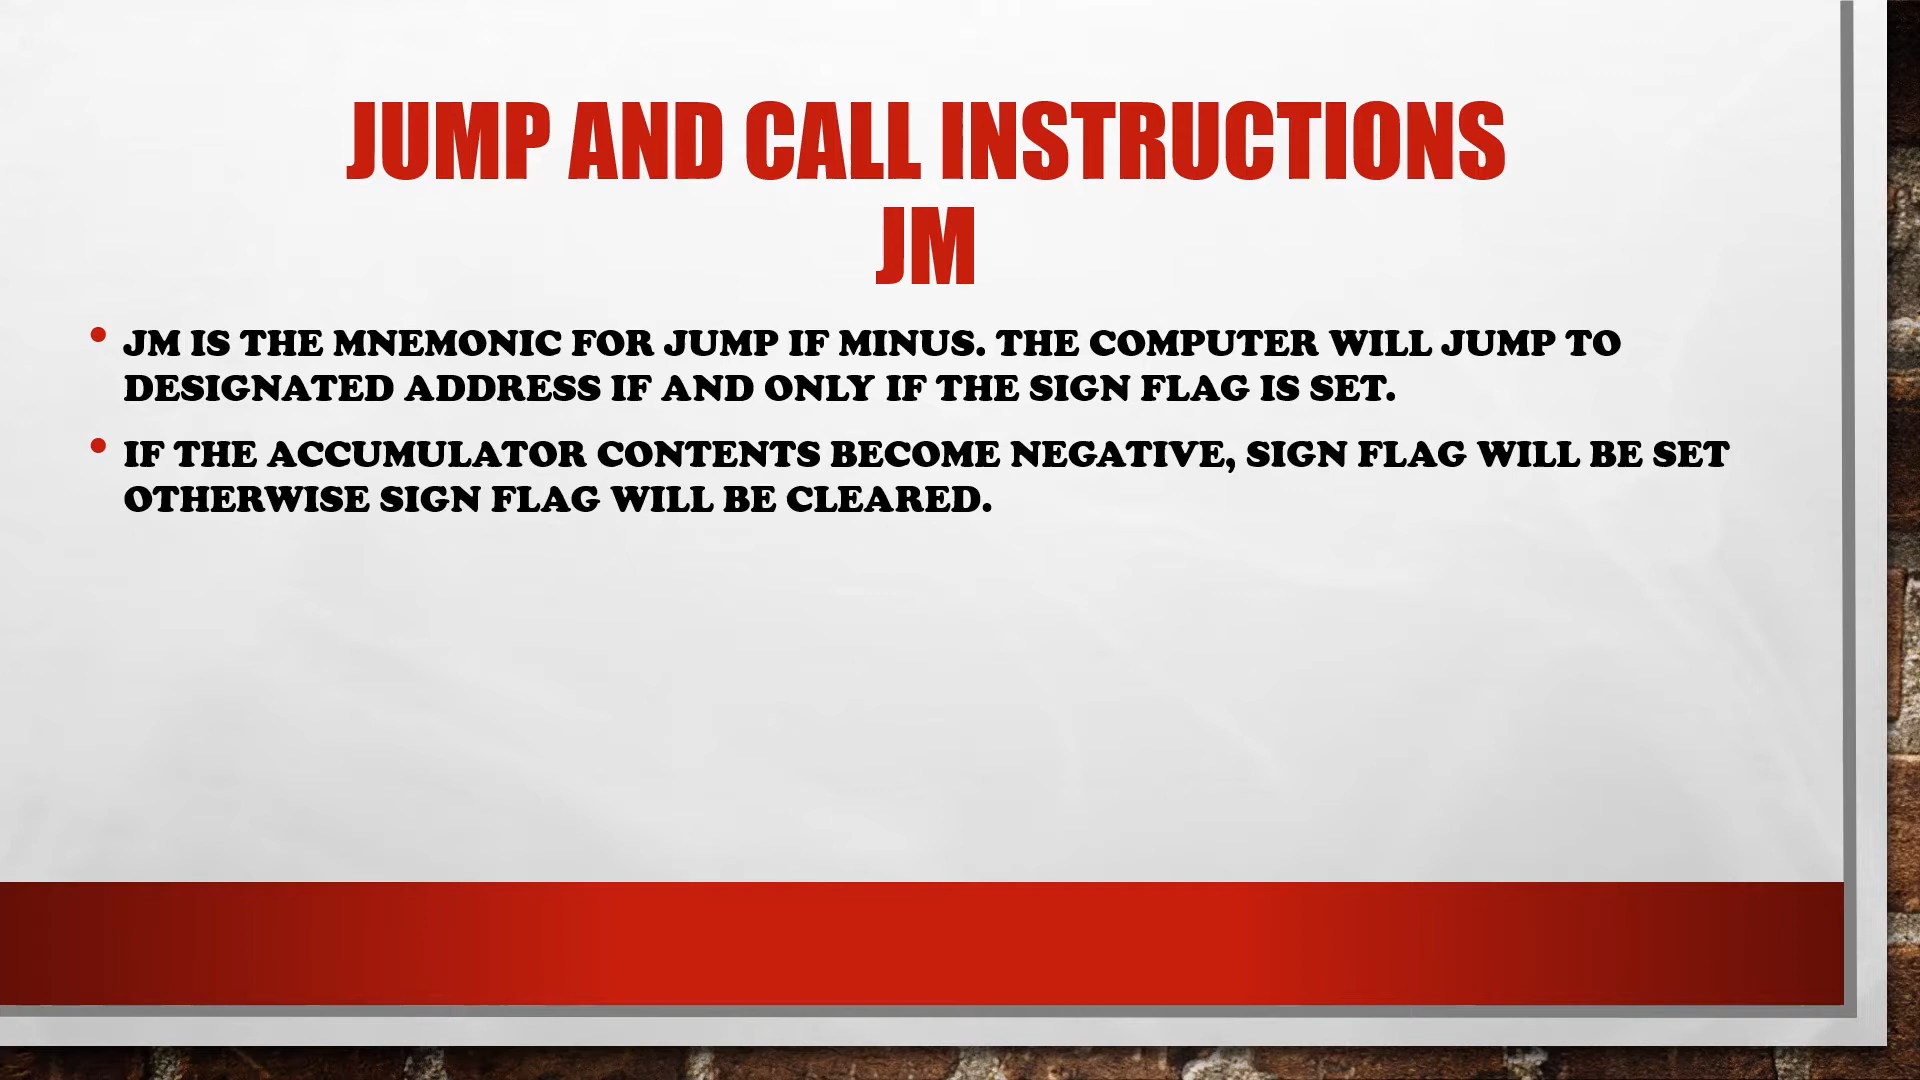 JUMP AND CALL INSTRUCTIONS
JM
• JM IS THE MNEMONIC FOR JUMP IF MINUS. THE COMPUTER WILL JUMP TO
DESIGNATED ADDRESS IF AND ONLY IF THE SIGN FLAG IS SET.
• IF THE ACCUMULATOR CONTENTS BECOME NEGATIVE, SIGN FLAG WILL BE SET
OTHERWISE SIGN FLAG WILL BE CLEARED.